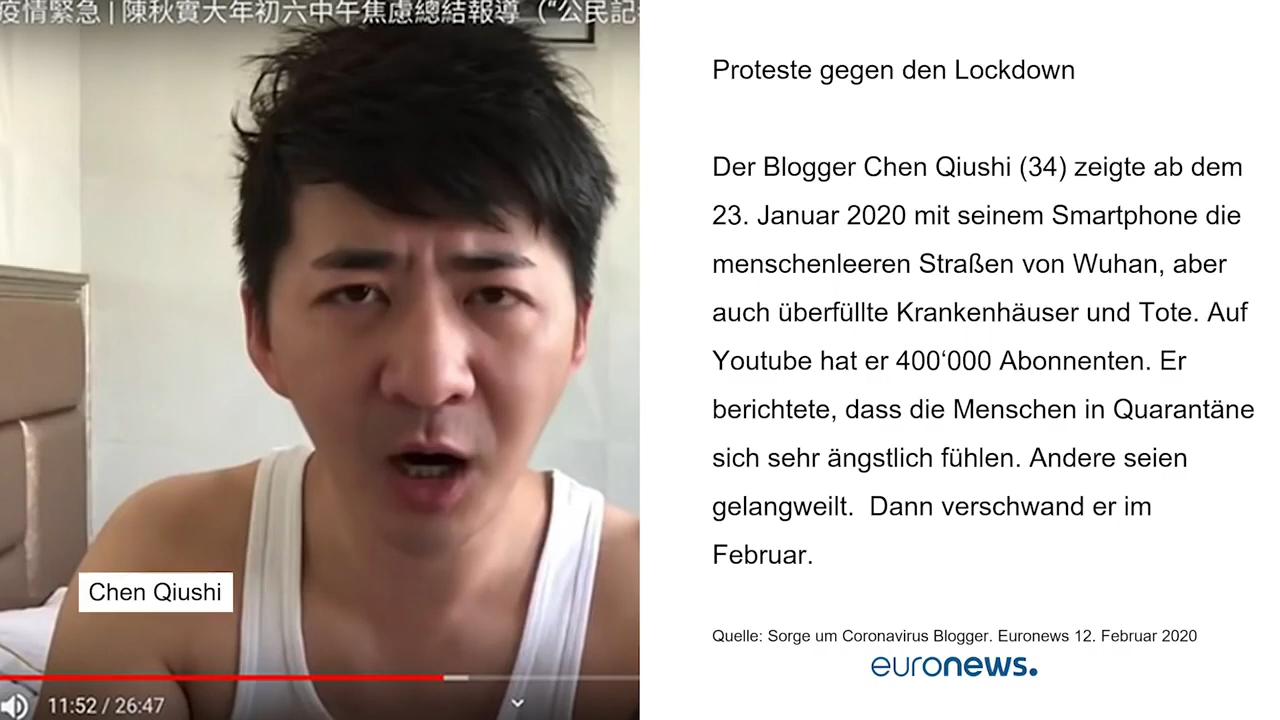 疫情緊急 | 陳秋實大年初六中午焦慮總結報導 （“公民記
Chen Qiushi
11:52 / 26:47
Proteste gegen den Lockdown
Der Blogger Chen Qiushi (34) zeigte ab dem
23. Januar 2020 mit seinem Smartphone die
menschenleeren Straßen von Wuhan, aber
auch überfüllte Krankenhäuser und Tote. Auf
Youtube hat er 400‘000 Abonnenten. Er
berichtete, dass die Menschen in Quarantäne
sich sehr ängstlich fühlen. Andere seien
gelangweilt.  Dann verschwand er im
Februar.
Quelle: Sorge um Coronavirus Blogger. Euronews 12. Februar 2020
euronews.